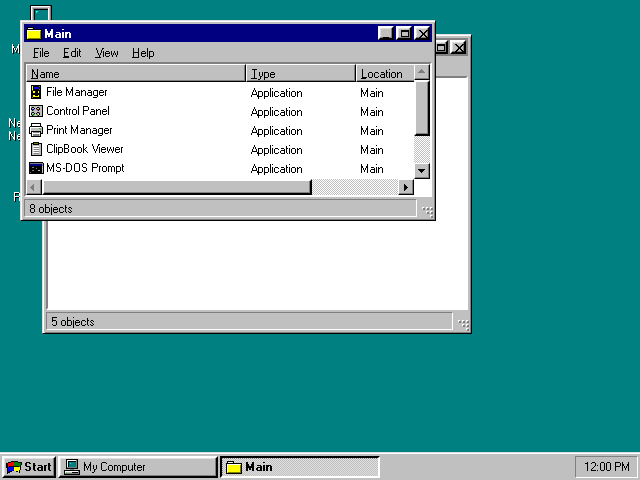 Main
File Edit View Help
Name Type Location
File Manager Application Main
Control Panel Application Main
Print Manager Application Main
ClipBook Viewer Application Main
MS-DOS Prompt Application Main
8 objects
5 objects
Start My Computer Main 12:00 PM